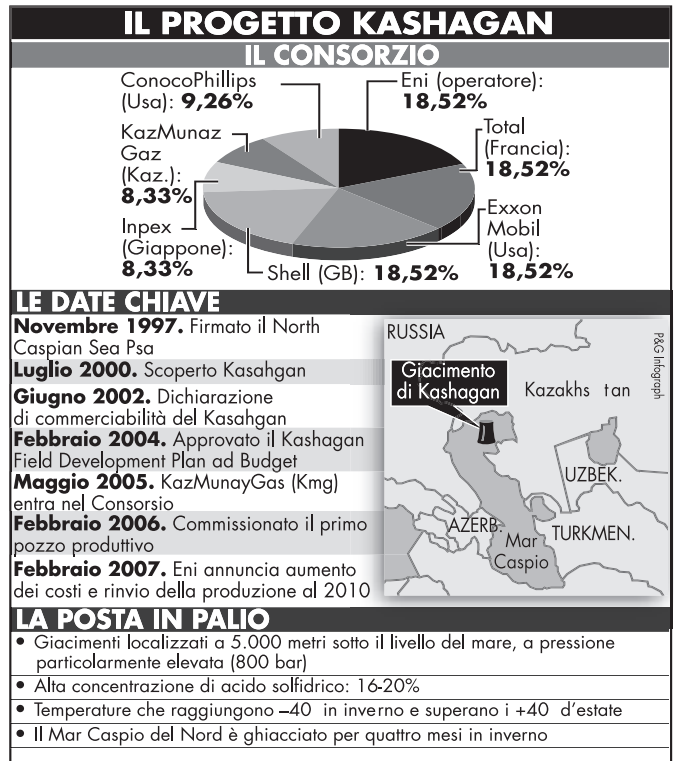 IL PROGETTO KASHAGAN
IL CONSORZIO
ConocoPhillips
(Usa): 9,26%
Eni (operatore):
18,52%
KazMunaz
Gaz
(Kaz.):
8,33%
Total
(Francia):
18,52%
Inpex
(Giappone):
8,33%
Exxon
Mobil
(Usa):
18,52%
Shell (GB): 18,52%
LE DATE CHIAVE
Novembre 1997. Firmato il North
Caspian Sea Psa
Luglio 2000. Scoperto Kasahgan
Giugno 2002. Dichiarazione
di commerciabilità del Kasahgan
Febbraio 2004. Approvato il Kashagan
Field Development Plan ad Budget
Maggio 2005. KazMunayGas (Kmg)
entra nel Consorsio
Febbraio 2006. Commissionato il primo
pozzo produttivo
Febbraio 2007. Eni annuncia aumento
dei costi e rinvio della produzione al 2010
RUSSIA
Giacimento
di Kashagan
Kazakhs tan
P&G Infograph
UZBEK.
AZERB.
TURKMEN.
Mar
Caspio
LA POSTA IN PALIO
• Giacimenti localizzati a 5.000 metri sotto il livello del mare, a pressione
particolarmente elevata (800 bar)
• Alta concentrazione di acido solfidrico: 16-20%
• Temperature che raggiungono –40 in inverno e superano i +40 d'estate
• Il Mar Caspio del Nord è ghiacciato per quattro mesi in inverno